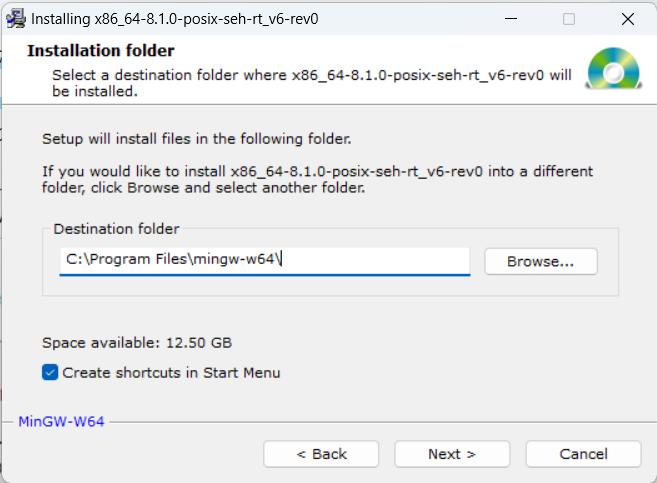 Installing x86_64-8.1.0-posix-seh-rt_v6-rev0
Installation folder
Select a destination folder where x86_64-8.1.0-posix-seh-rt_v6-rev0 will
be installed.
Setup will install files in the following folder.
If you would like to install x86_64-8.1.0-posix-seh-rt_v6-rev0 into a different
folder, click Browse and select another folder.
Destination folder
C:\Program Files\mingw-w64\
Browse...
Space available: 12.50 GB
Create shortcuts in Start Menu
MinGW-W64
< Back
Next >
Cancel